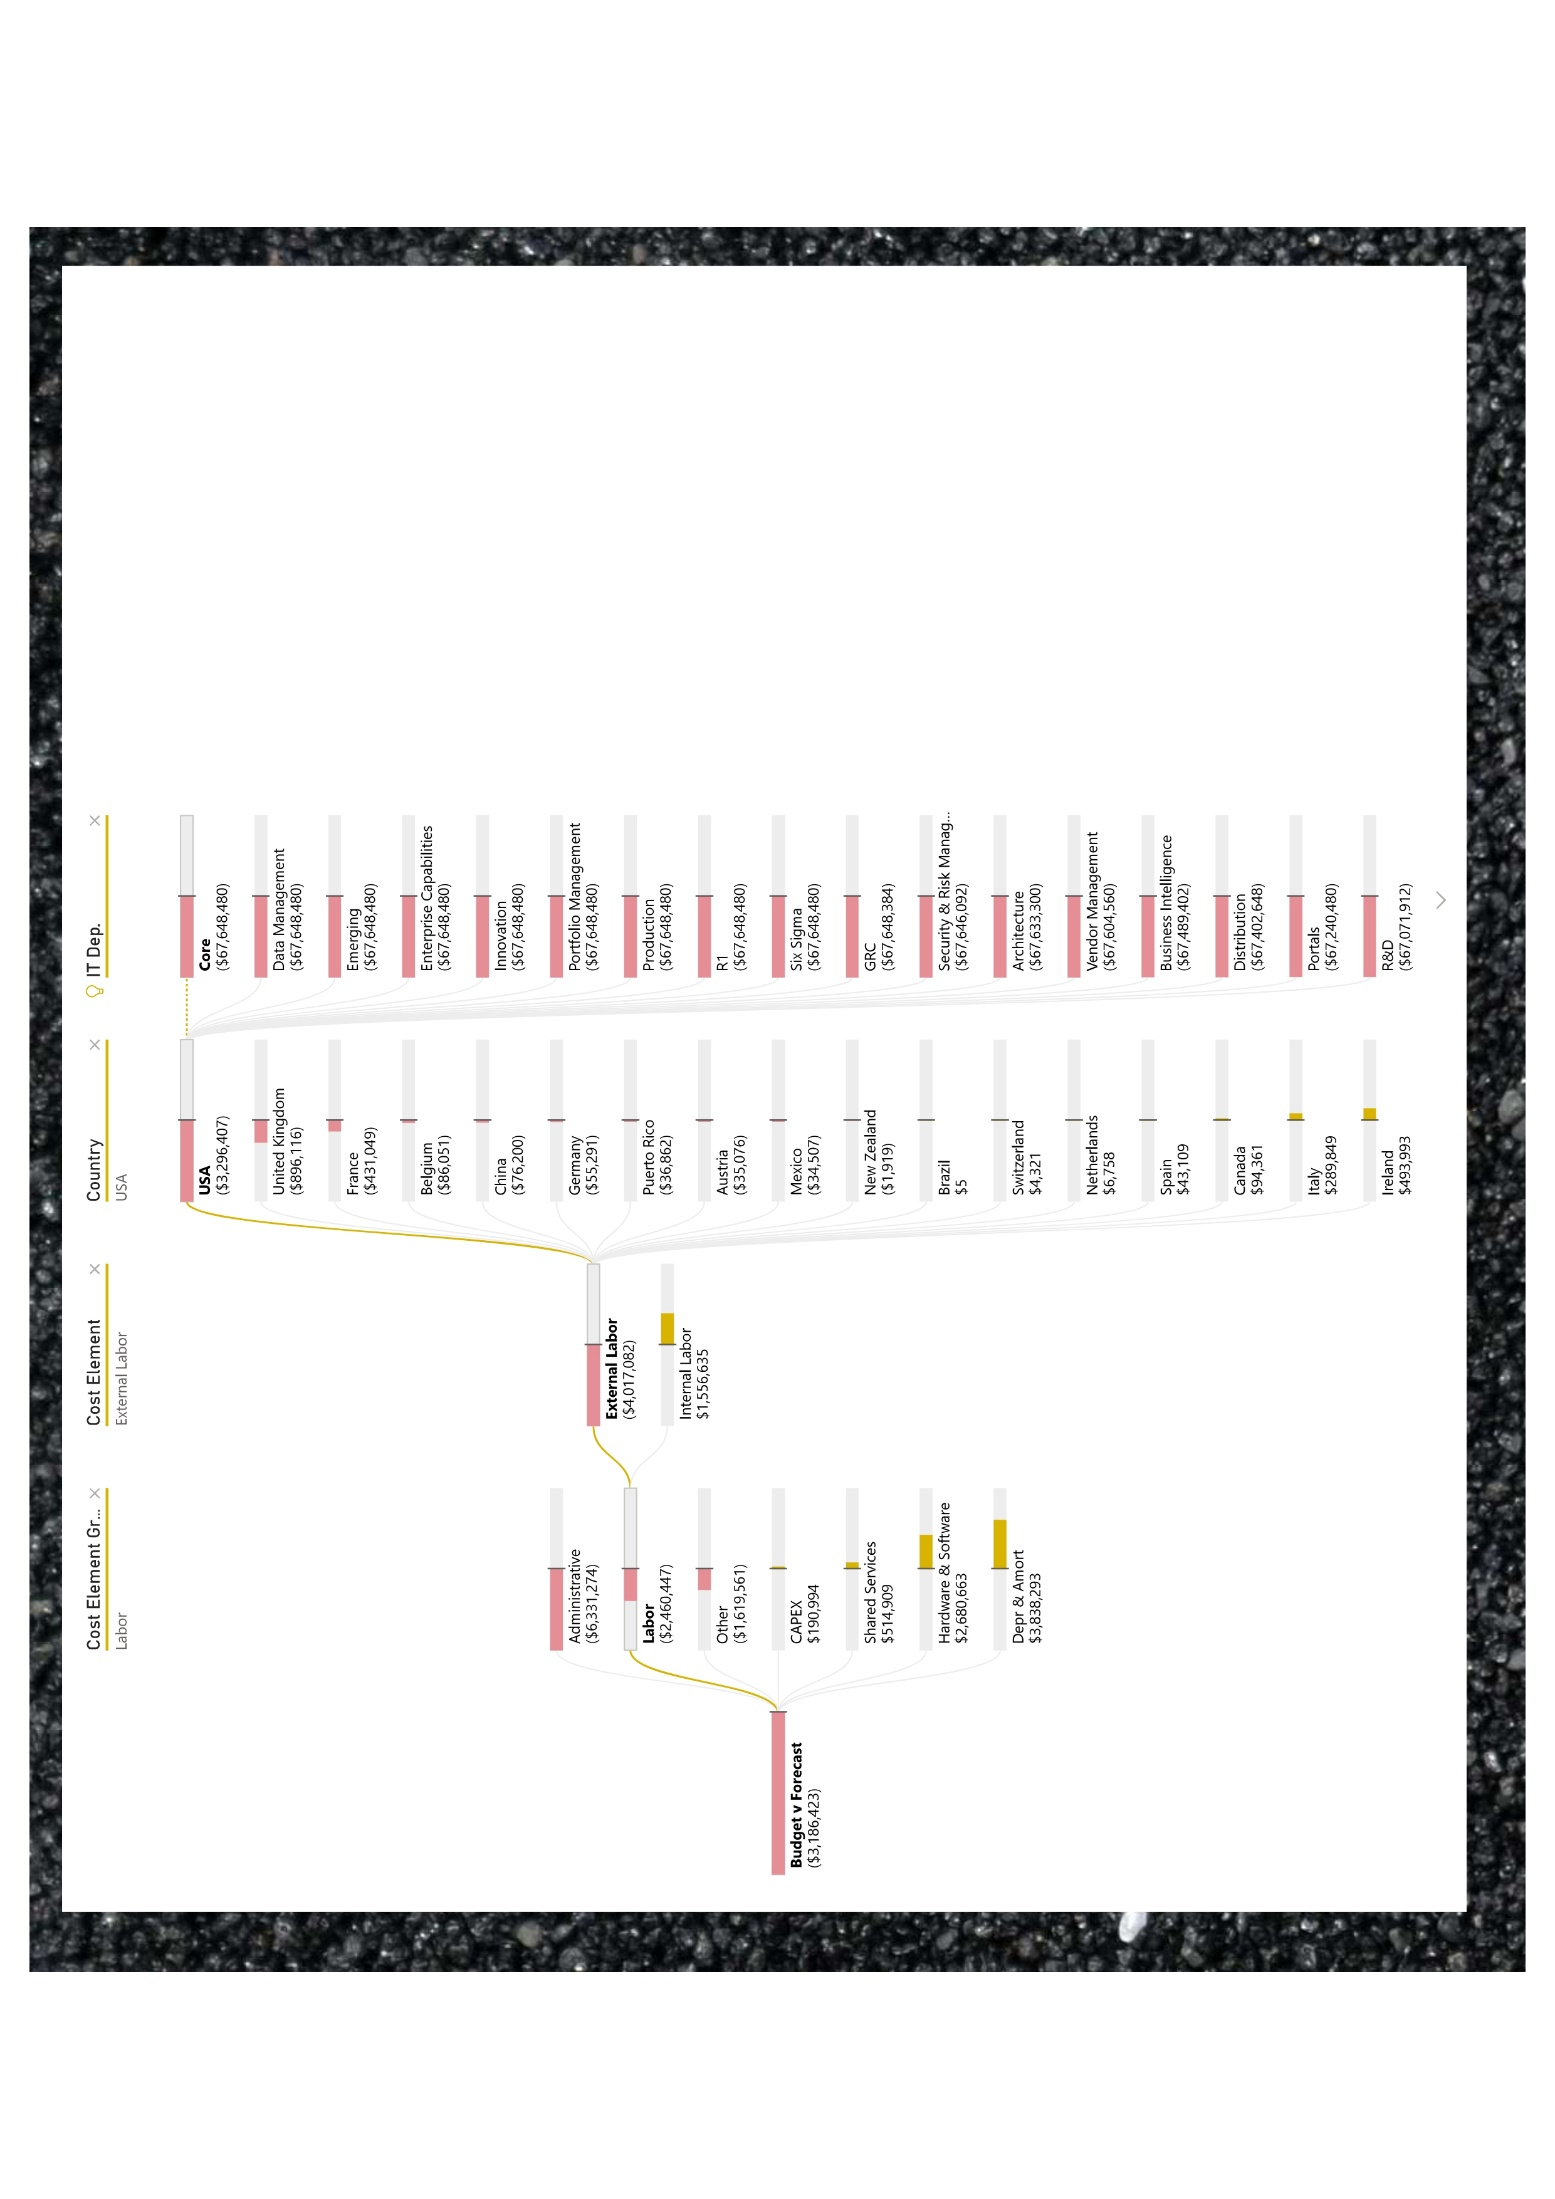 Cost Element Gr...
Labor
Cost Element
External Labor
Country
USA
IT Dep.
Budget v Forecast
($3,186,423)
Administrative
($6,331,274)
Labor
($2,460,447)
Other
($1,619,561)
CAPEX
$190,994
Shared Services
$514,909
Hardware & Software
$2,680,663
Depr & Amort
$3,838,293
External Labor
($4,017,082)
Internal Labor
$1,556,635
USA
($3,296,407)
United Kingdom
($896,116)
France
($431,049)
Belgium
($86,051)
China
($76,200)
Germany
($55,291)
Puerto Rico
($36,862)
Austria
($35,076)
Mexico
($34,507)
New Zealand
($1,919)
Brazil
$5
Switzerland
$4,321
Netherlands
$6,758
Spain
$43,109
Canada
$94,361
Italy
$289,849
Ireland
$493,993
Core
($67,648,480)
Data Management
($67,648,480)
Emerging
($67,648,480)
Enterprise Capabilities
($67,648,480)
Innovation
($67,648,480)
Portfolio Management
($67,648,480)
Production
($67,648,480)
R1
($67,648,480)
Six Sigma
($67,648,480)
GRC
($67,648,384)
Security & Risk Manag...
($67,646,092)
Architecture
($67,633,300)
Vendor Management
($67,604,560)
Business Intelligence
($67,489,402)
Distribution
($67,402,648)
Portals
($67,240,480)
R&D
($67,071,912)